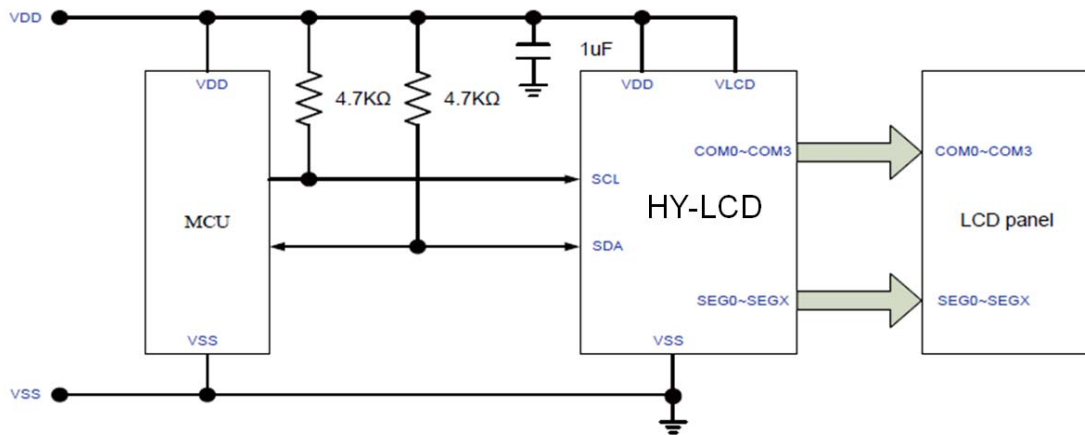 VDD
1uF
VDD
4.7KΩ
4.7KΩ
VDD
VLCD
COM0~COM3
COM0~COM3
SCL
HY-LCD
MCU
LCD panel
SDA
SEG0~SEGX
SEG0~SEGX
VSS
VSS
VSS